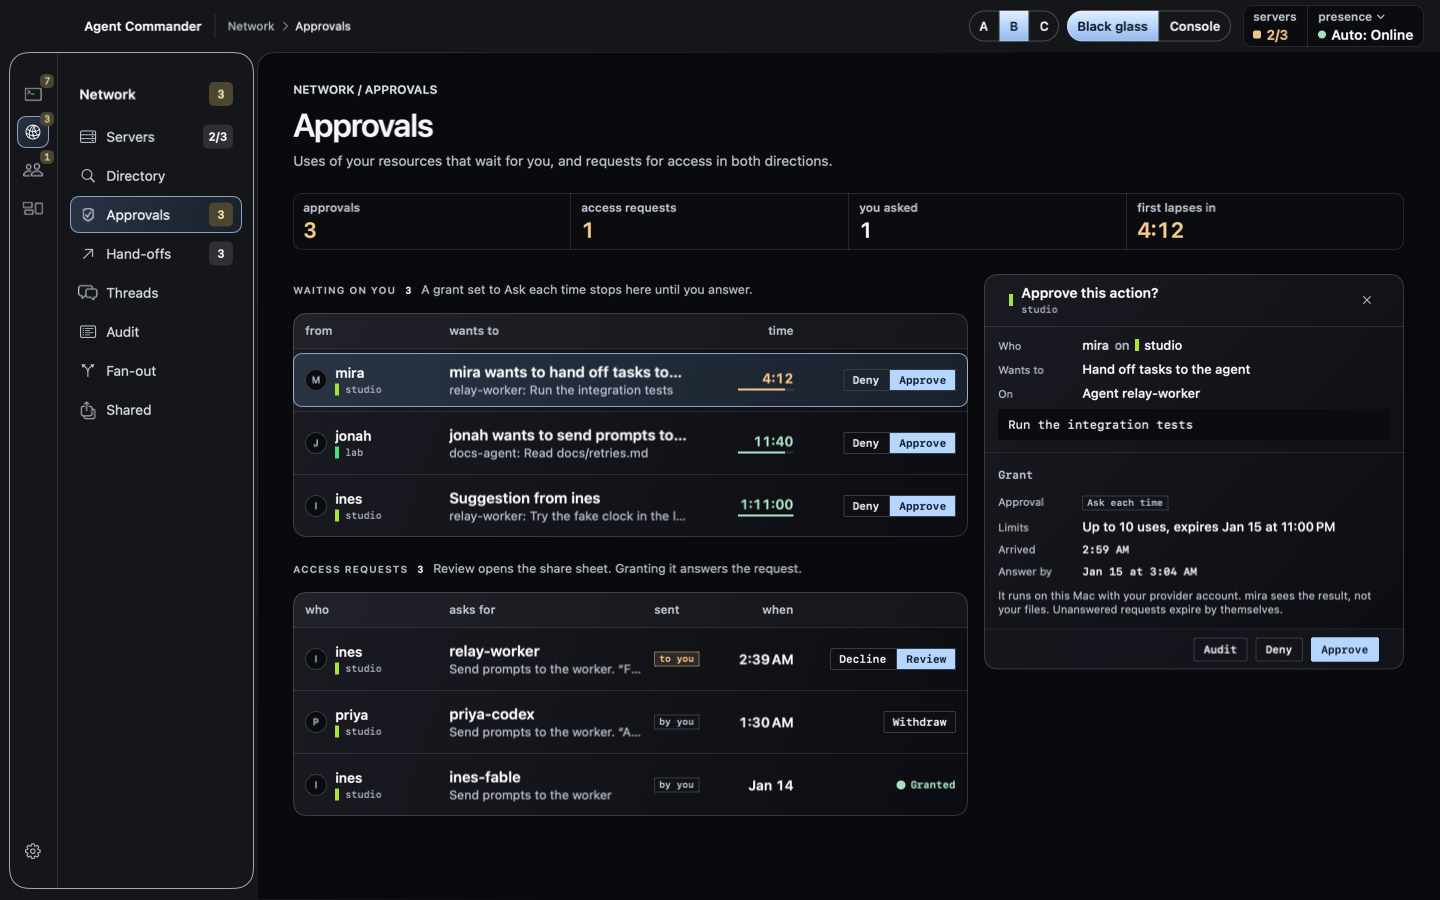 Agent Commander Network > Approvals
A B C Black glass Console
servers 2/3
presence Auto: Online
7
3
1
Network 3
Servers 2/3
Directory
Approvals 3
Hand-offs 3
Threads
Audit
Fan-out
Shared
NETWORK / APPROVALS
Approvals
Uses of your resources that wait for you, and requests for access in both directions.
approvals access requests you asked first lapses in
3 1 1 4:12
WAITING ON YOU 3 A grant set to Ask each time stops here until you answer.
from wants to time
M mira mira wants to hand off tasks to... 4:12 Deny Approve
studio relay-worker: Run the integration tests
J jonah jonah wants to send prompts to... 11:40 Deny Approve
lab docs-agent: Read docs/retries.md
I ines Suggestion from ines 1:11:00 Deny Approve
studio relay-worker: Try the fake clock in the l...
ACCESS REQUESTS 3 Review opens the share sheet. Granting it answers the request.
who asks for sent when
I ines relay-worker to you 2:39 AM Decline Review
studio Send prompts to the worker. “F...
P priya priya-codex by you 1:30 AM Withdraw
studio Send prompts to the worker. “A...
I ines ines-fable by you Jan 14 Granted
studio Send prompts to the worker
Approve this action?
studio
Who mira on studio
Wants to Hand off tasks to the agent
On Agent relay-worker
Run the integration tests
Grant
Approval Ask each time
Limits Up to 10 uses, expires Jan 15 at 11:00 PM
Arrived 2:59 AM
Answer by Jan 15 at 3:04 AM
It runs on this Mac with your provider account. mira sees the result, not
your files. Unanswered requests expire by themselves.
Audit Deny Approve